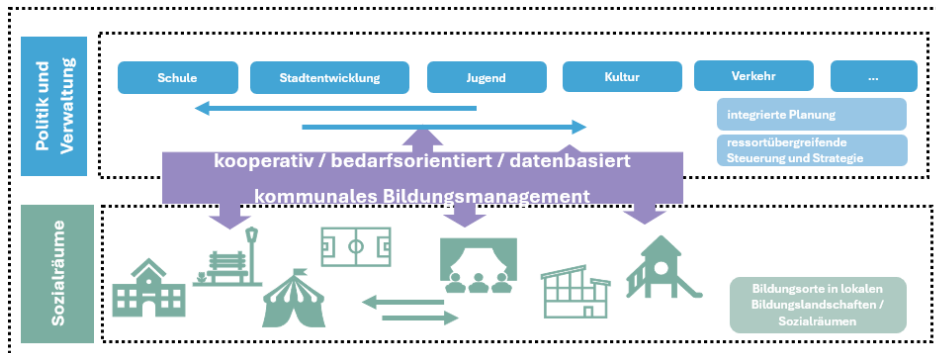 Politik und
Verwaltung
Schule
Stadtentwicklung
Jugend
Kultur
Verkehr
...
integrierte Planung
ressortübergreifende
Steuerung und Strategie
kooperativ / bedarfsorientiert / datenbasiert
kommunales Bildungsmanagement
Sozialräume
Bildungsorte in lokalen
Bildungslandschaften /
Sozialräumen